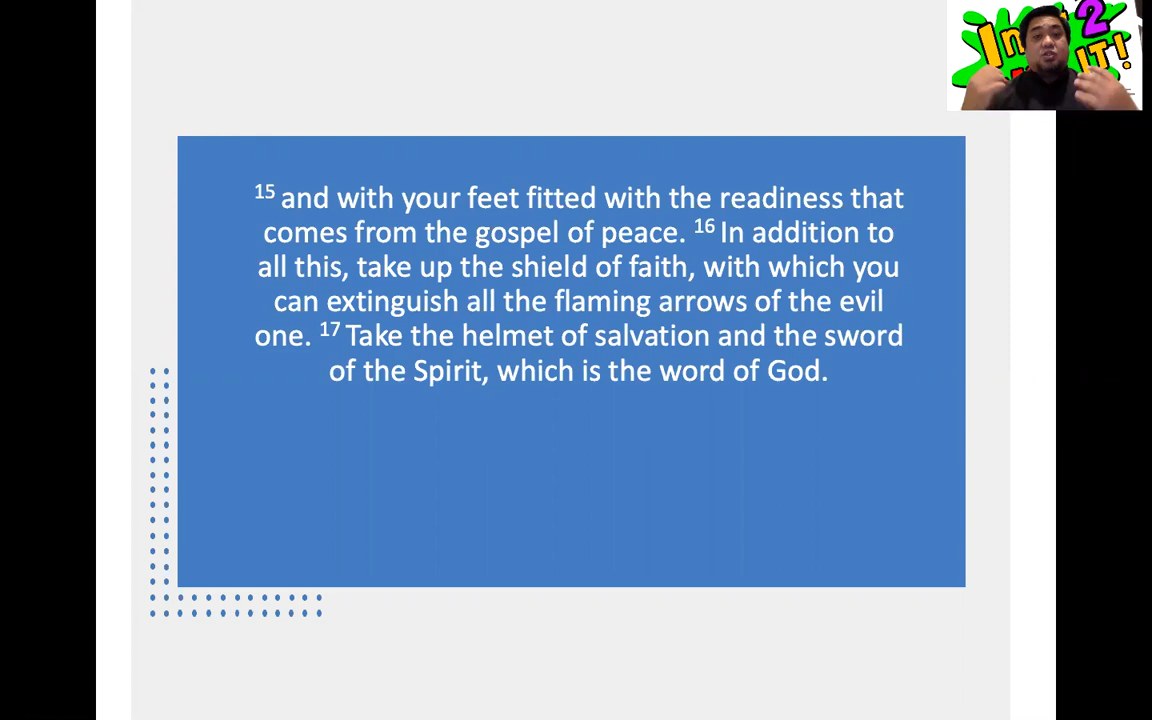 15 and with your feet fitted with the readiness that
comes from the gospel of peace. 16 In addition to
all this, take up the shield of faith, with which you
can extinguish all the flaming arrows of the evil
one. 17 Take the helmet of salvation and the sword
of the Spirit, which is the word of God.
2
IT!